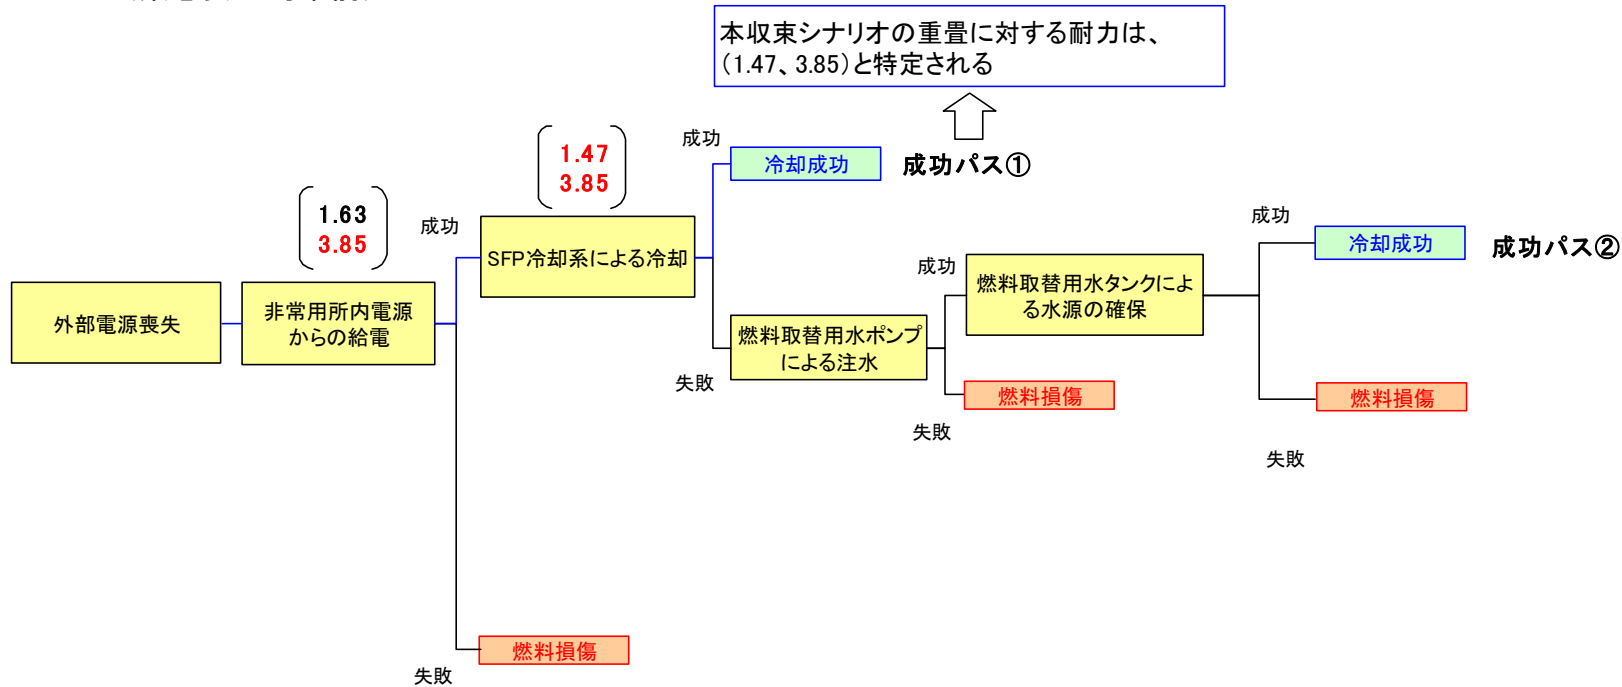 本収束シナリオの重畳に対する耐力は、
(1.47、3.85)と特定される
成功
1.47
3.85
冷却成功
成功パス①
1.63
3.85
成功
成功
SFP冷却系による冷却
冷却成功
成功パス②
成功
燃料取替用水タンクによ
る水源の確保
外部電源喪失
非常用所内電源
からの給電
燃料取替用水ポンプ
による注水
失敗
燃料損傷
燃料損傷
失敗
失敗
燃料損傷
失敗